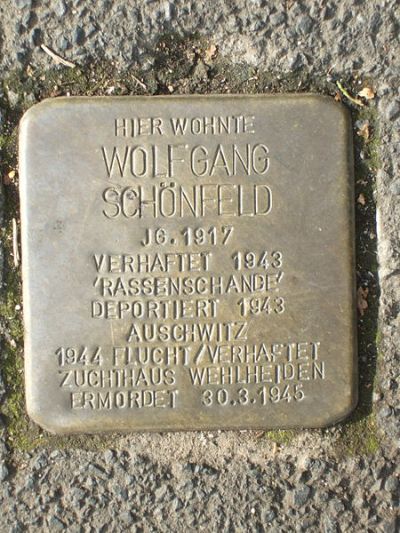 HIER WOHNTE
WOLFGANG
SCHÖNFELD
JG. 1917
VERHAFTET 1943
'RASSENSCHANDE'
DEPORTIERT 1943
AUSCHWITZ
1944 FLUCHT/VERHAFTET
ZUCHTHAUS WEHLHEIDEN
ERMORDET 30.3.1945